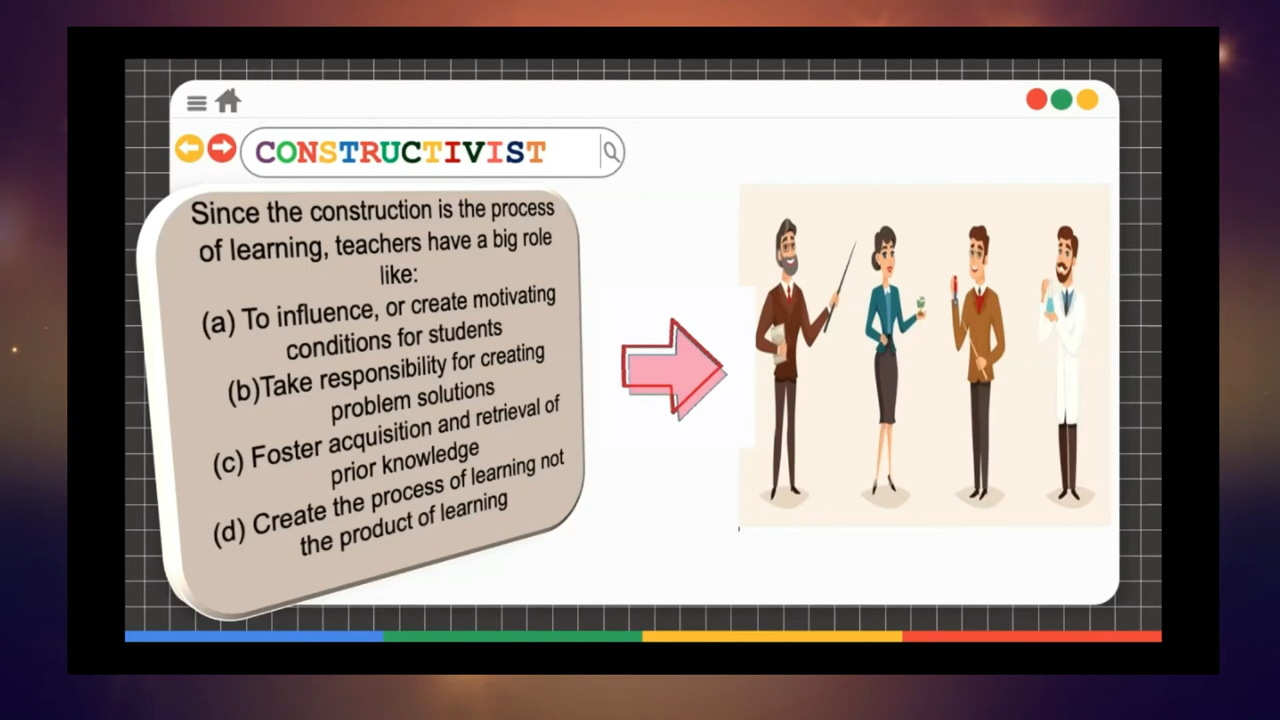 CONSTRUCTIVIST
Since the construction is the process
of learning, teachers have a big role
like:
(a) To influence, or create motivating
conditions for students
(b)Take responsibility for creating
problem solutions
(c) Foster acquisition and retrieval of
prior knowledge
(d) Create the process of learning not
the product of learning